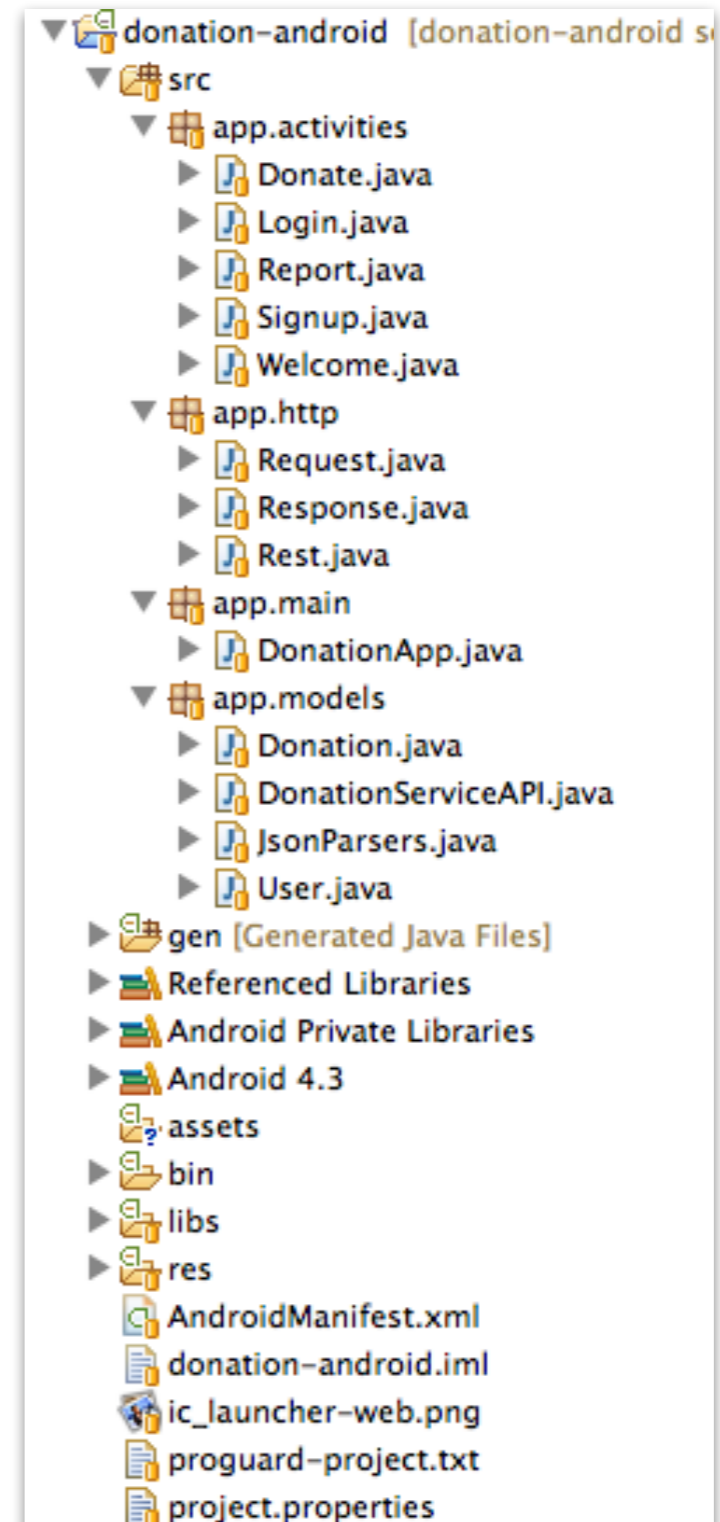 donation-android [donation-android s
src
app.activities
Donate.java
Login.java
Report.java
Signup.java
Welcome.java
app.http
Request.java
Response.java
Rest.java
app.main
DonationApp.java
app.models
Donation.java
DonationServiceAPI.java
JsonParsers.java
User.java
gen [Generated Java Files]
Referenced Libraries
Android Private Libraries
Android 4.3
assets
bin
libs
res
AndroidManifest.xml
donation-android.iml
ic_launcher-web.png
proguard-project.txt
project.properties